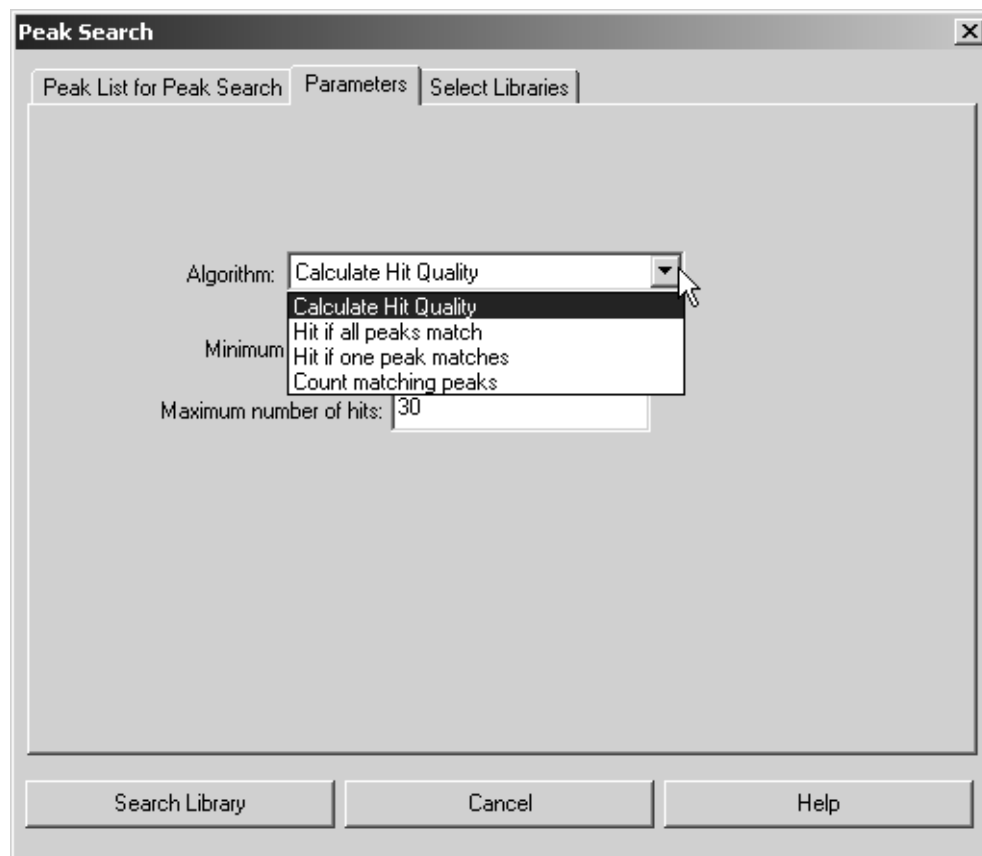 Peak Search
Peak List for Peak Search Parameters Select Libraries
Algorithm: Calculate Hit Quality
Calculate Hit Quality
Hit if all peaks match
Minimum Hit if one peak matches
Count matching peaks
Maximum number of hits: 30
Search Library Cancel Help